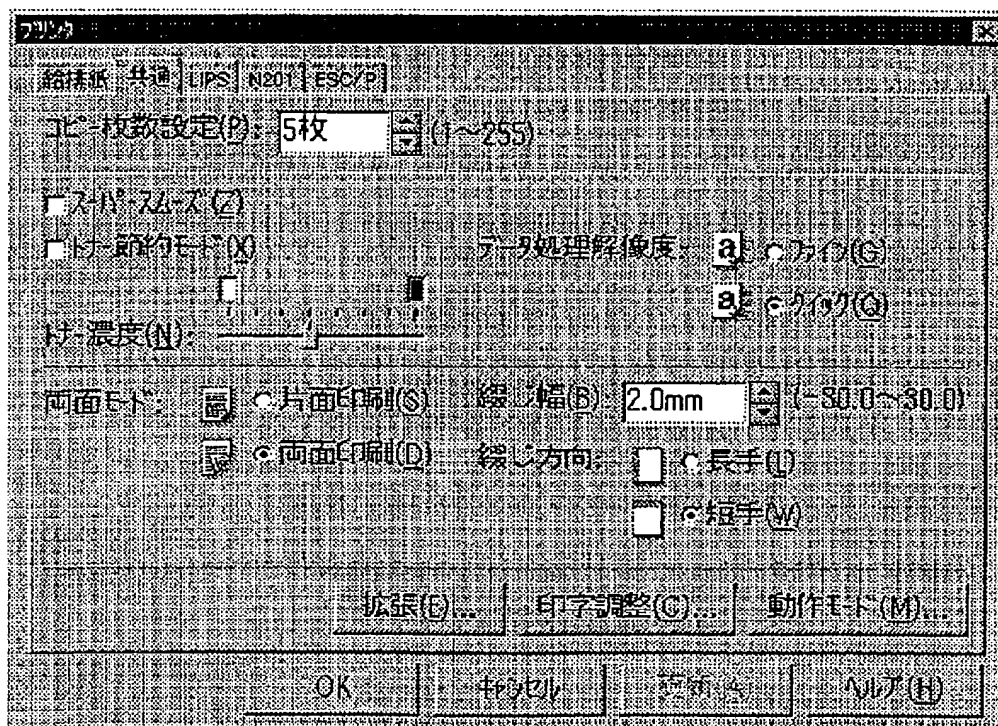 プリンタ
給排紙 共通 LIPS N201 ESC/P
コピー枚数設定(P): 5枚 (1～255)
スーパースムーズ(Z)
トナー節約モード(X) データ処理解像度: a ファイン(G)
a クイック(Q)
トナー濃度(N):
両面モード: 片面印刷(S) 綴じ幅(B) 2.0mm (-30.0～30.0)
両面印刷(D) 綴じ方向: 長手(L)
短手(W)
拡張(E)... 印字調整(C)... 動作モード(M)...
OK キャンセル 更新(A) ヘルプ(H)